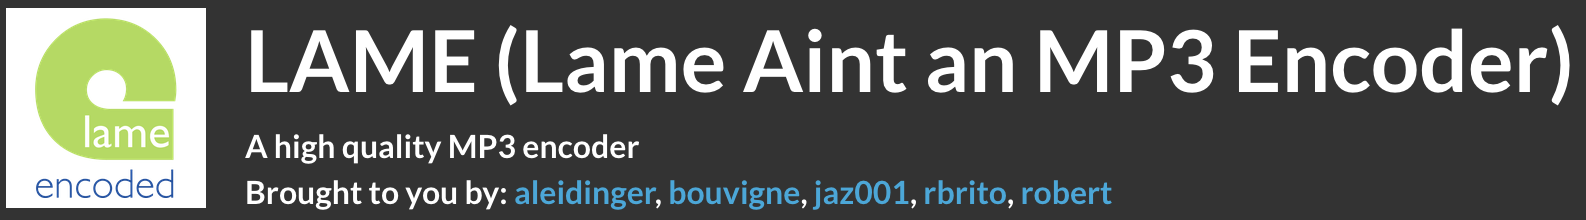 lame
encoded
LAME (Lame Aint an MP3 Encoder)
A high quality MP3 encoder
Brought to you by: aleidinger, bouvigne, jaz001, rbrito, robert